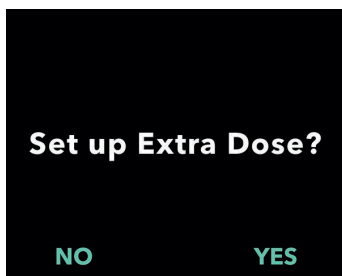 Set up Extra Dose?
NO YES